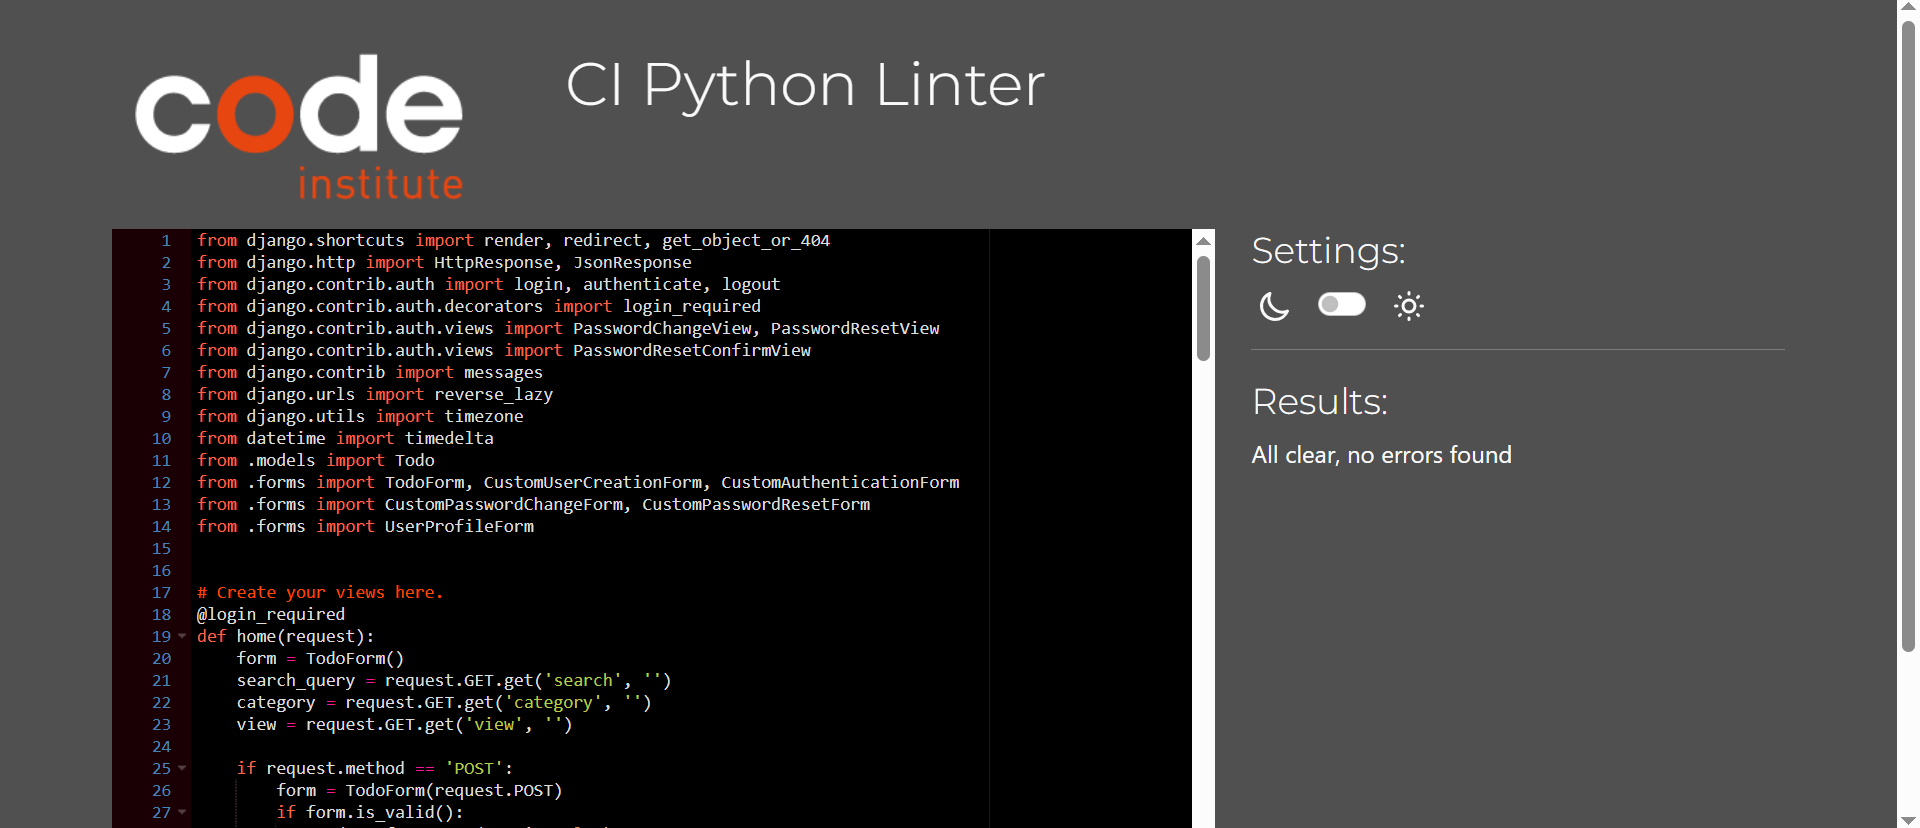 code
institute
CI Python Linter
1 from django.shortcuts import render, redirect, get_object_or_404
2 from django.http import HttpResponse, JsonResponse
3 from django.contrib.auth import login, authenticate, logout
4 from django.contrib.auth.decorators import login_required
5 from django.contrib.auth.views import PasswordChangeView, PasswordResetView
6 from django.contrib.auth.views import PasswordResetConfirmView
7 from django.contrib import messages
8 from django.urls import reverse_lazy
9 from django.utils import timezone
10 from datetime import timedelta
11 from .models import Todo
12 from .forms import TodoForm, CustomUserCreationForm, CustomAuthenticationForm
13 from .forms import CustomPasswordChangeForm, CustomPasswordResetForm
14 from .forms import UserProfileForm
15
16
17 # Create your views here.
18 @login_required
19 def home(request):
20     form = TodoForm()
21     search_query = request.GET.get('search', '')
22     category = request.GET.get('category', '')
23     view = request.GET.get('view', '')
24
25     if request.method == 'POST':
26         form = TodoForm(request.POST)
27         if form.is_valid():
Settings:
Results:
All clear, no errors found